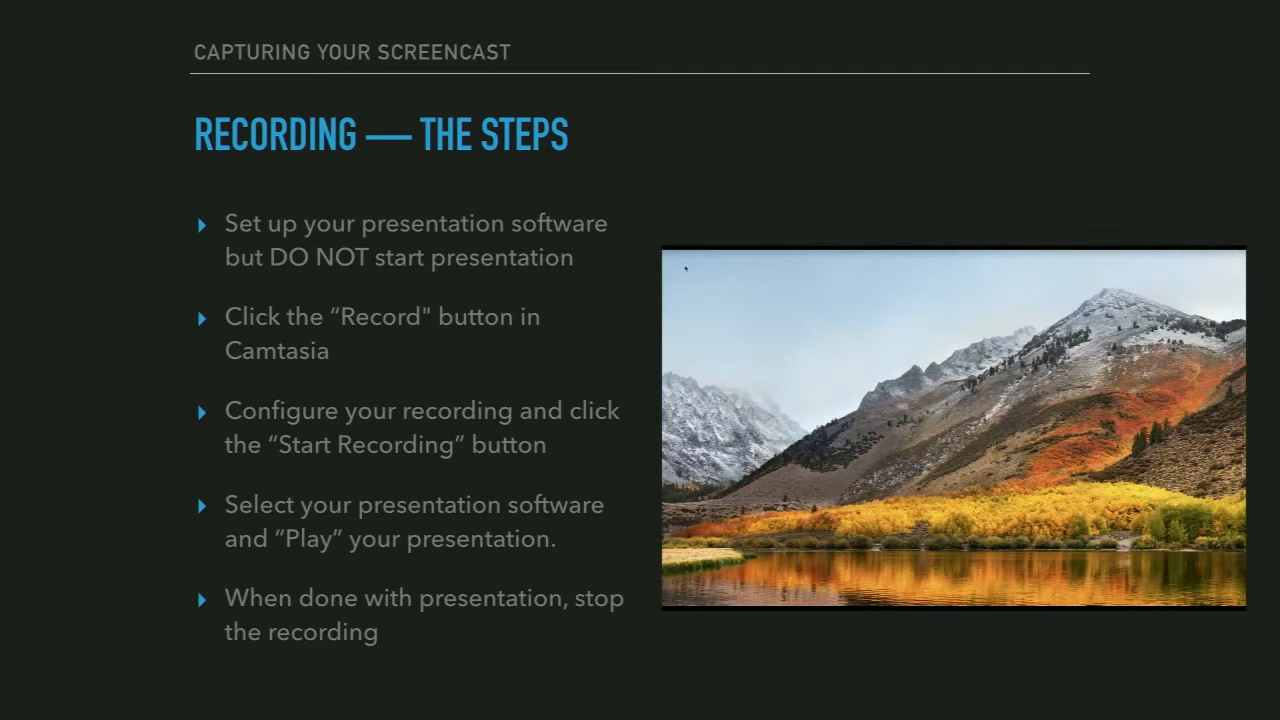 CAPTURING YOUR SCREENCAST
RECORDING — THE STEPS
Set up your presentation software
but DO NOT start presentation
Click the “Record" button in
Camtasia
Configure your recording and click
the “Start Recording” button
Select your presentation software
and “Play” your presentation.
When done with presentation, stop
the recording